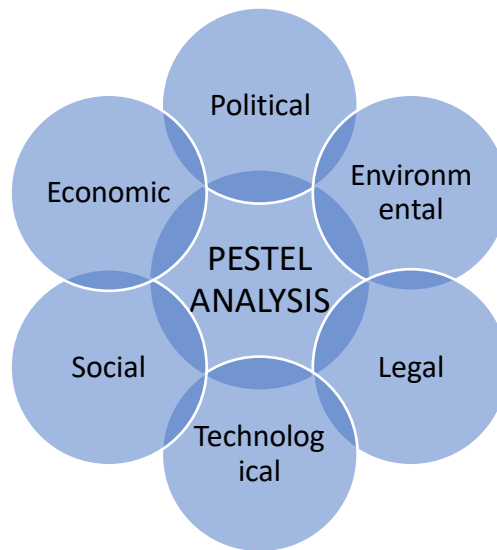 Political
Economic
Environm
ental
PESTEL
ANALYSIS
Social
Legal
Technolog
ical